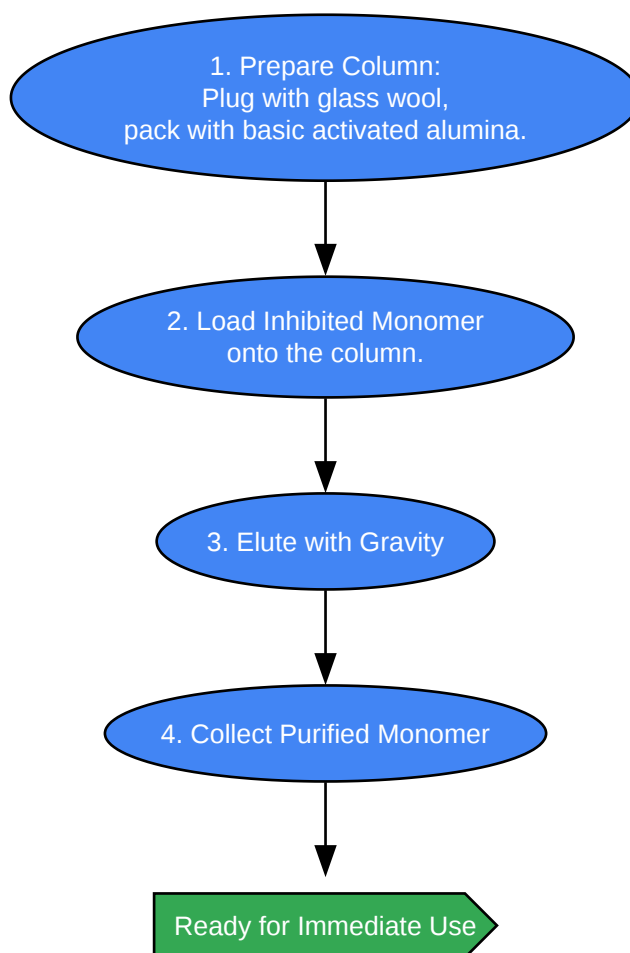 1. Prepare Column:
Plug with glass wool,
pack with basic activated alumina.
2. Load Inhibited Monomer
onto the column.
3. Elute with Gravity
4. Collect Purified Monomer
Ready for Immediate Use